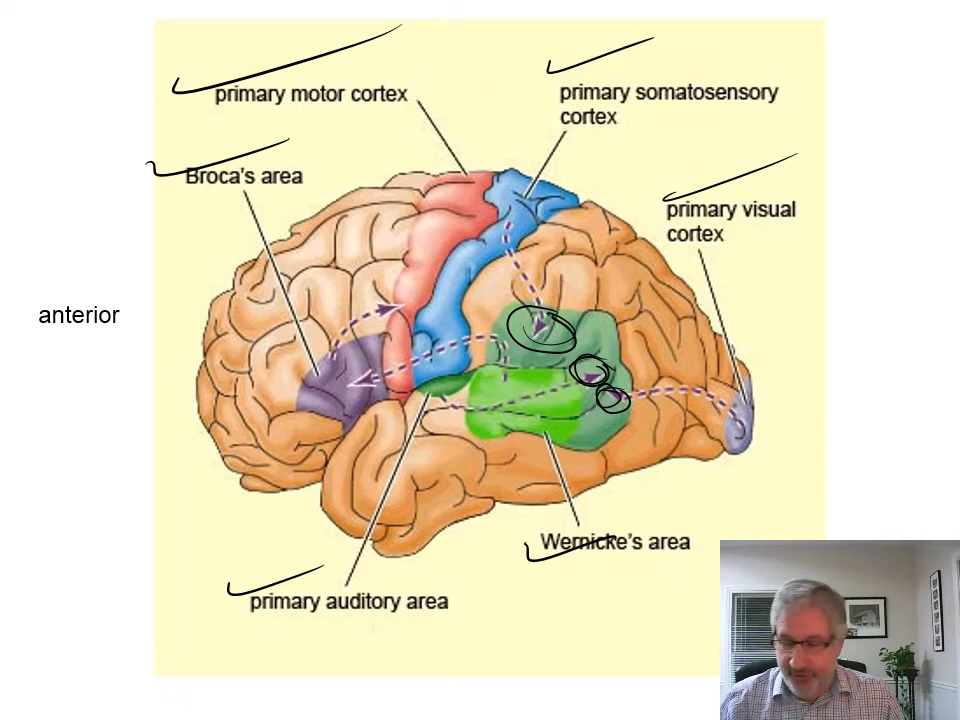 primary motor cortex
primary somatosensory
cortex
Broca's area
primary visual
cortex
anterior
Wernicke's area
primary auditory area